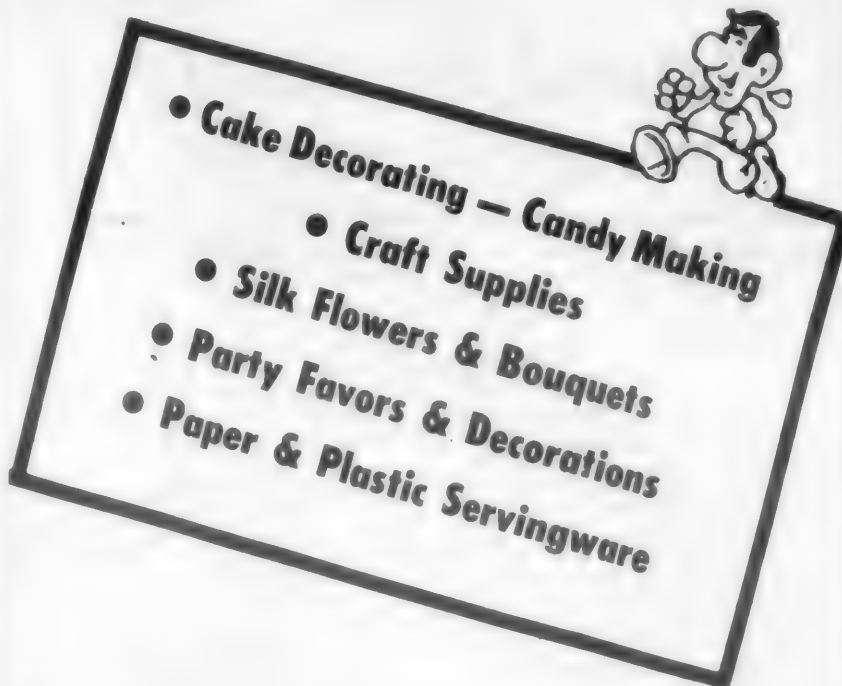 • Cake Decorating — Candy Making
• Craft Supplies
• Silk Flowers & Bouquets
• Party Favors & Decorations
• Paper & Plastic Servingware